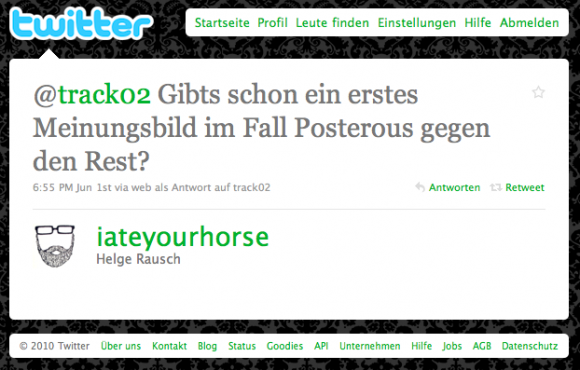 twitter
Startseite Profil Leute finden Einstellungen Hilfe Abmelden
@track02 Gibts schon ein erstes
Meinungsbild im Fall Posterous gegen
den Rest?
6:55 PM Jun 1st via web als Antwort auf track02
Antworten Retweet
iateyourhorse
Helge Rausch
© 2010 Twitter Über uns Kontakt Blog Status Goodies API Unternehmen Hilfe Jobs AGB Datenschutz